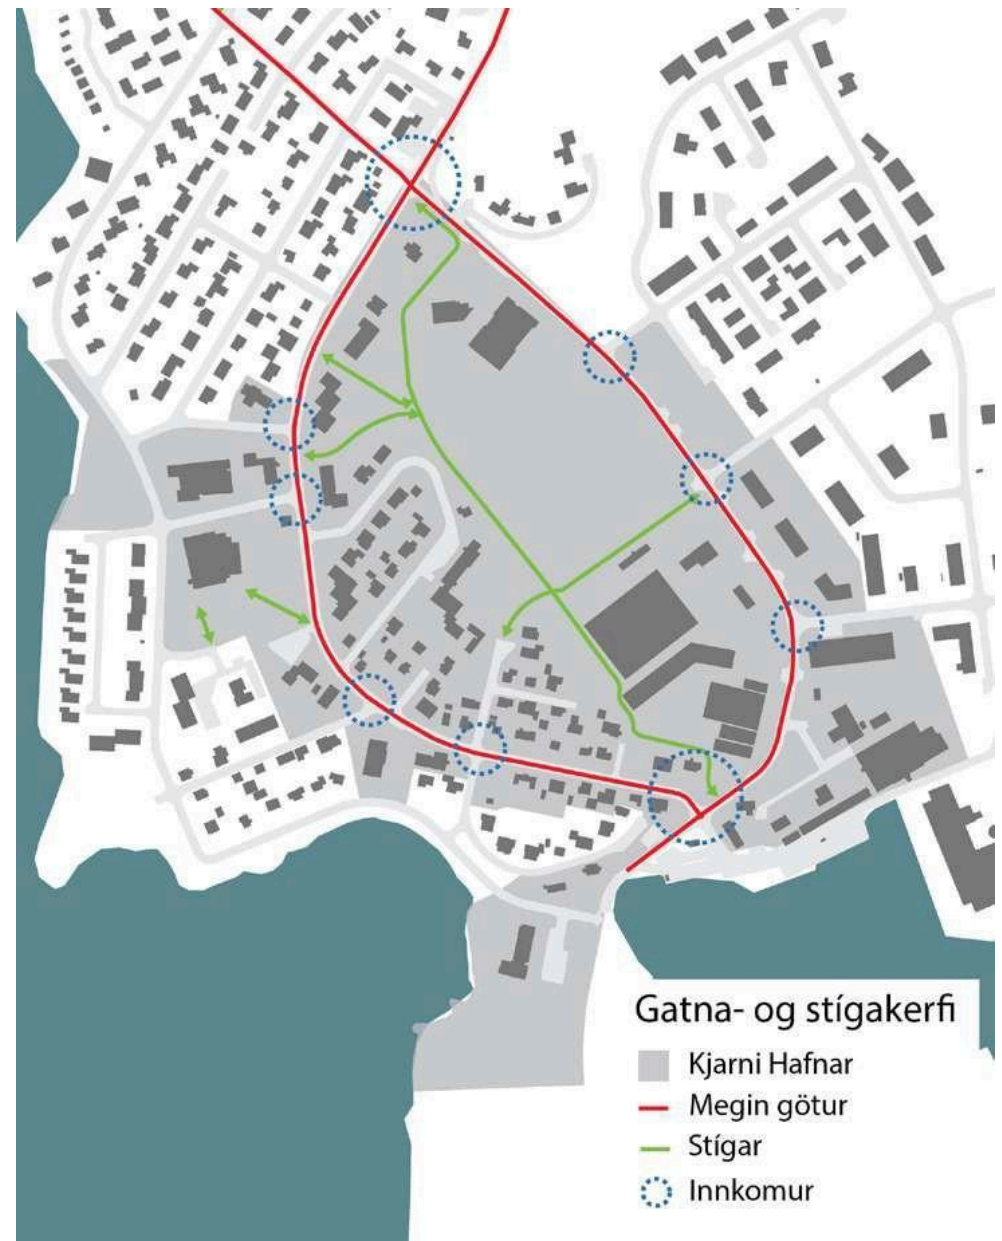 Gatna- og stígakerfi
Kjarni Hafnar
Megin götur
Stígar
Innkomur